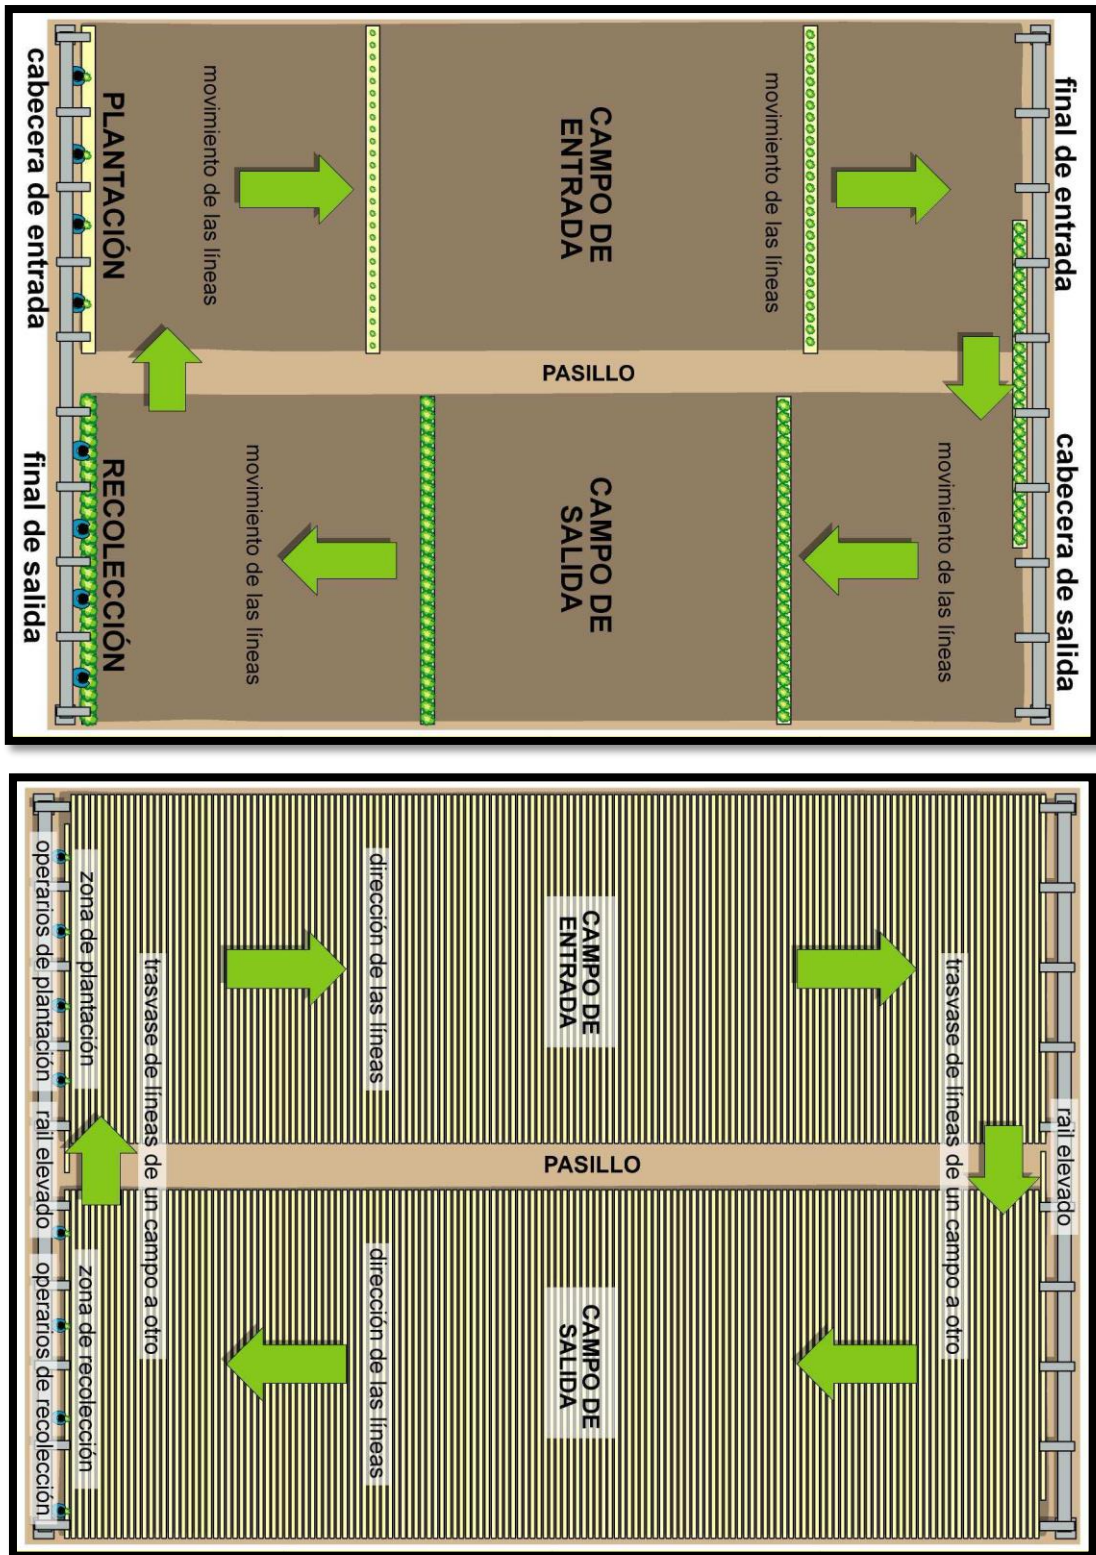 final de entrada
cabecera de salida
movimiento de las líneas
movimiento de las líneas
CAMPO DE
ENTRADA
PASILLO
CAMPO DE
SALIDA
movimiento de las líneas
movimiento de las líneas
PLANTACIÓN
RECOLECCIÓN
cabecera de entrada
final de salida
rail elevado
trasvase de líneas de un campo a otro
CAMPO DE
ENTRADA
PASILLO
CAMPO DE
SALIDA
dirección de las líneas
dirección de las líneas
trasvase de líneas de un campo a otro
zona de plantación
zona de recolección
operarios de plantación
rail elevado
operarios de recolección